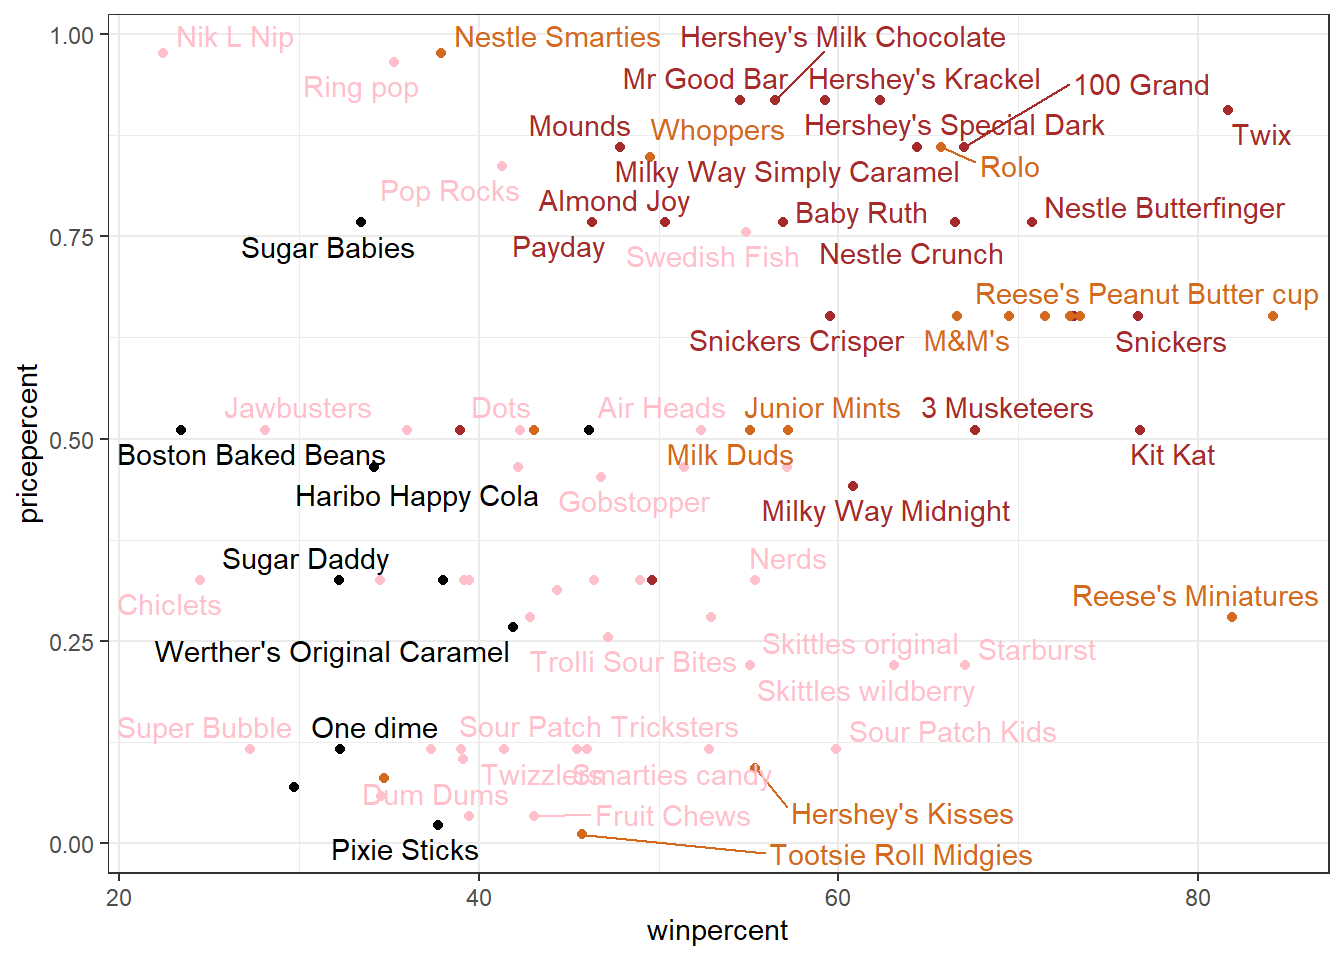 1.00
Nik L Nip
Nestle Smarties
Hershey's Milk Chocolate
Ring pop
Mr Good Bar
Hershey's Krackel
100 Grand
Mounds
Whoppers
Hershey's Special Dark
Twix
Milky Way Simply Caramel
Rolo
Pop Rocks
Almond Joy
Baby Ruth
Nestle Butterfinger
0.75
Sugar Babies
Payday
Swedish Fish
Nestle Crunch
Reese's Peanut Butter cup
Snickers Crisper
M&M's
Snickers
pricepercent
Jawbusters
Dots
Air Heads
Junior Mints
3 Musketeers
0.50
Boston Baked Beans
Milk Duds
Kit Kat
Haribo Happy Cola
Gobstopper
Milky Way Midnight
Sugar Daddy
Nerds
Chiclets
Reese's Miniatures
0.25
Werther's Original Caramel
Trolli Sour Bites
Skittles original
Starburst
Skittles wildberry
Super Bubble
One dime
Sour Patch Tricksters
Sour Patch Kids
Twizzlers
Smarties candy
Dum Dums
Fruit Chews
Hershey's Kisses
0.00
Pixie Sticks
Tootsie Roll Midgies
20
40
60
80
winpercent